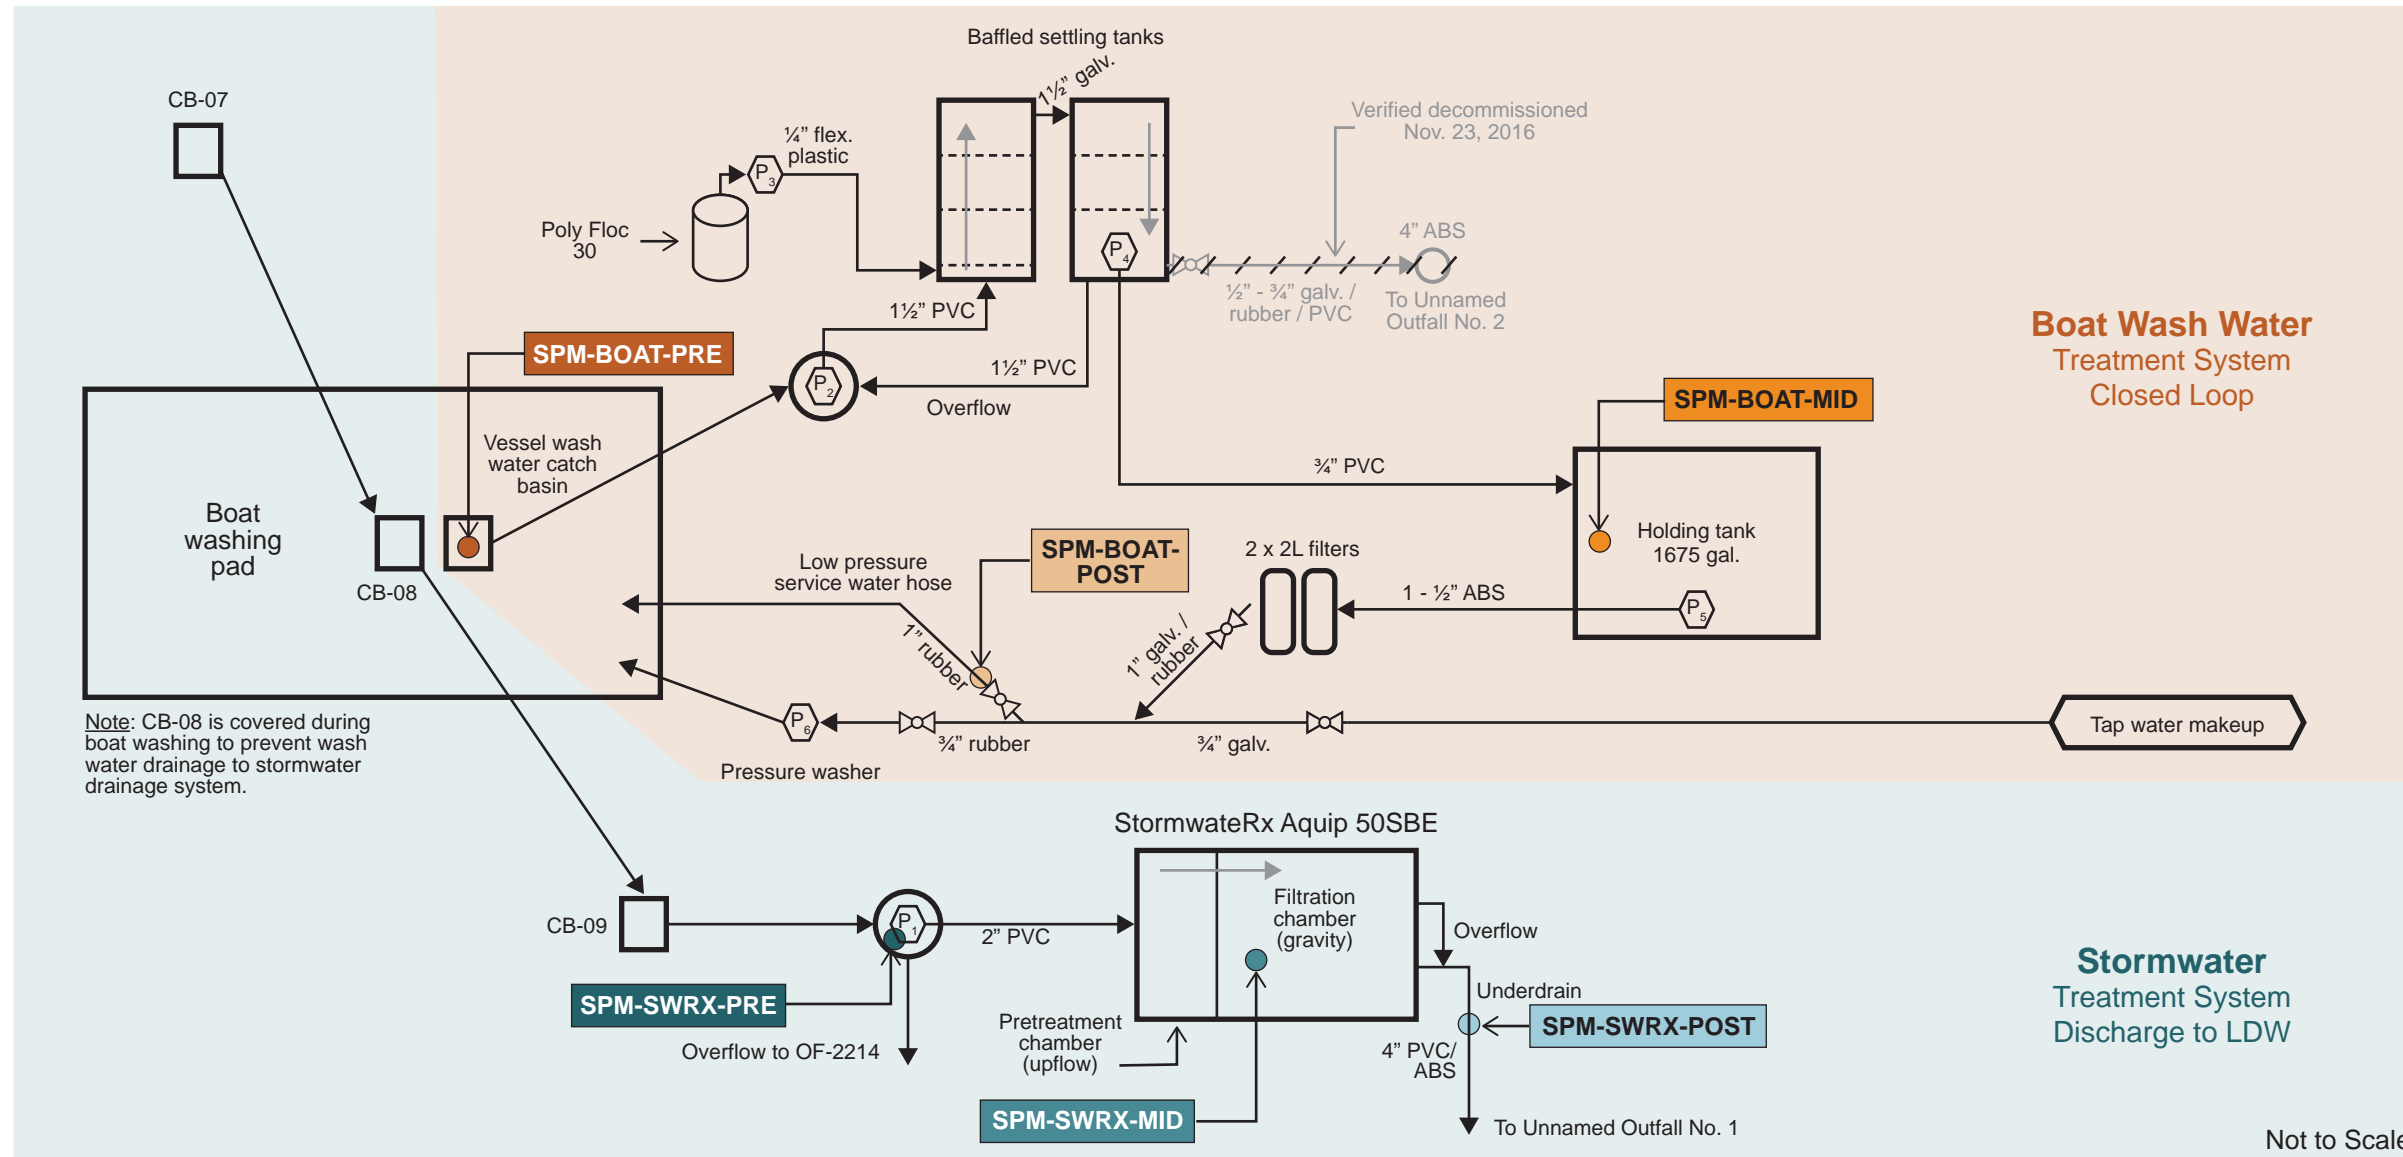 Baffled settling tanks
1½” galv.
CB-07
Verified decommissioned
Nov. 23, 2016
¼” flex.
plastic
P3
Poly Floc
30
P4
4” ABS
½” - ¾” galv. /
rubber / PVC
To Unnamed
Outfall No. 2
1½” PVC
Boat Wash Water
Treatment System
Closed Loop
SPM-BOAT-PRE
P2
1½” PVC
Overflow
SPM-BOAT-MID
Vessel wash
water catch
basin
¾” PVC
Boat
washing
pad
CB-08
Holding tank
1675 gal.
P5
SPM-BOAT-
POST
2 x 2L filters
Low pressure
service water hose
1 - ½” ABS
1” rubber
1” galv. /
rubber
P6
¾” rubber
¾” galv.
Tap water makeup
Pressure washer
Note: CB-08 is covered during
boat washing to prevent wash
water drainage to stormwater
drainage system.
StormwateRx Aquip 50SBE
CB-09
P1
2” PVC
Filtration
chamber
(gravity)
Overflow
Stormwater
Treatment System
Discharge to LDW
SPM-SWRX-PRE
Underdrain
SPM-SWRX-POST
Pretreatment
chamber
(upflow)
Overflow to OF-2214
4” PVC/
ABS
SPM-SWRX-MID
To Unnamed Outfall No. 1
Not to Scale